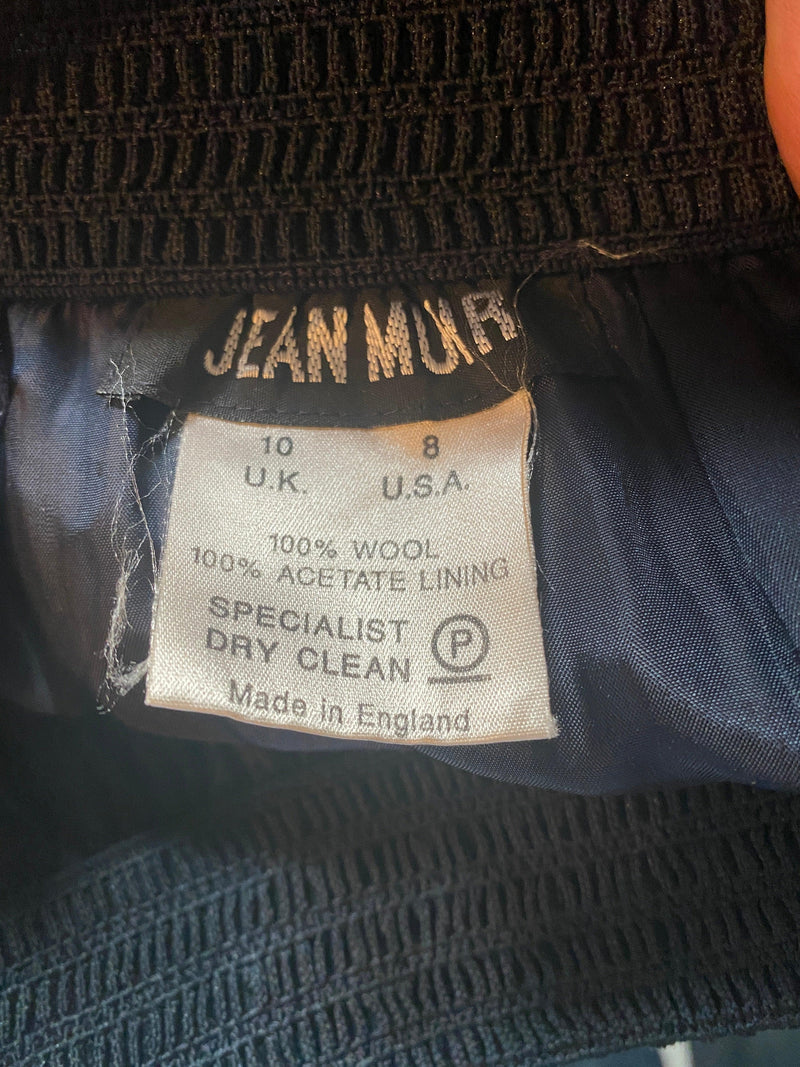 JEAN MUIR
10 8
U.K. U.S.A.
100% WOOL
100% ACETATE LINING
SPECIALIST
DRY CLEAN P
Made in England